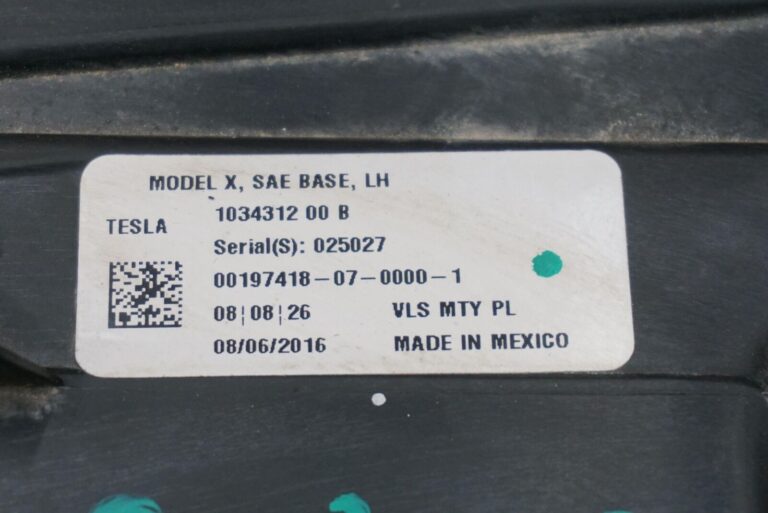 MODEL X, SAE BASE, LH
TESLA
1034312 00 B
Serial(S): 025027
00197418-07-0000-1
08¦08¦26 VLS MTY PL
08/06/2016 MADE IN MEXICO